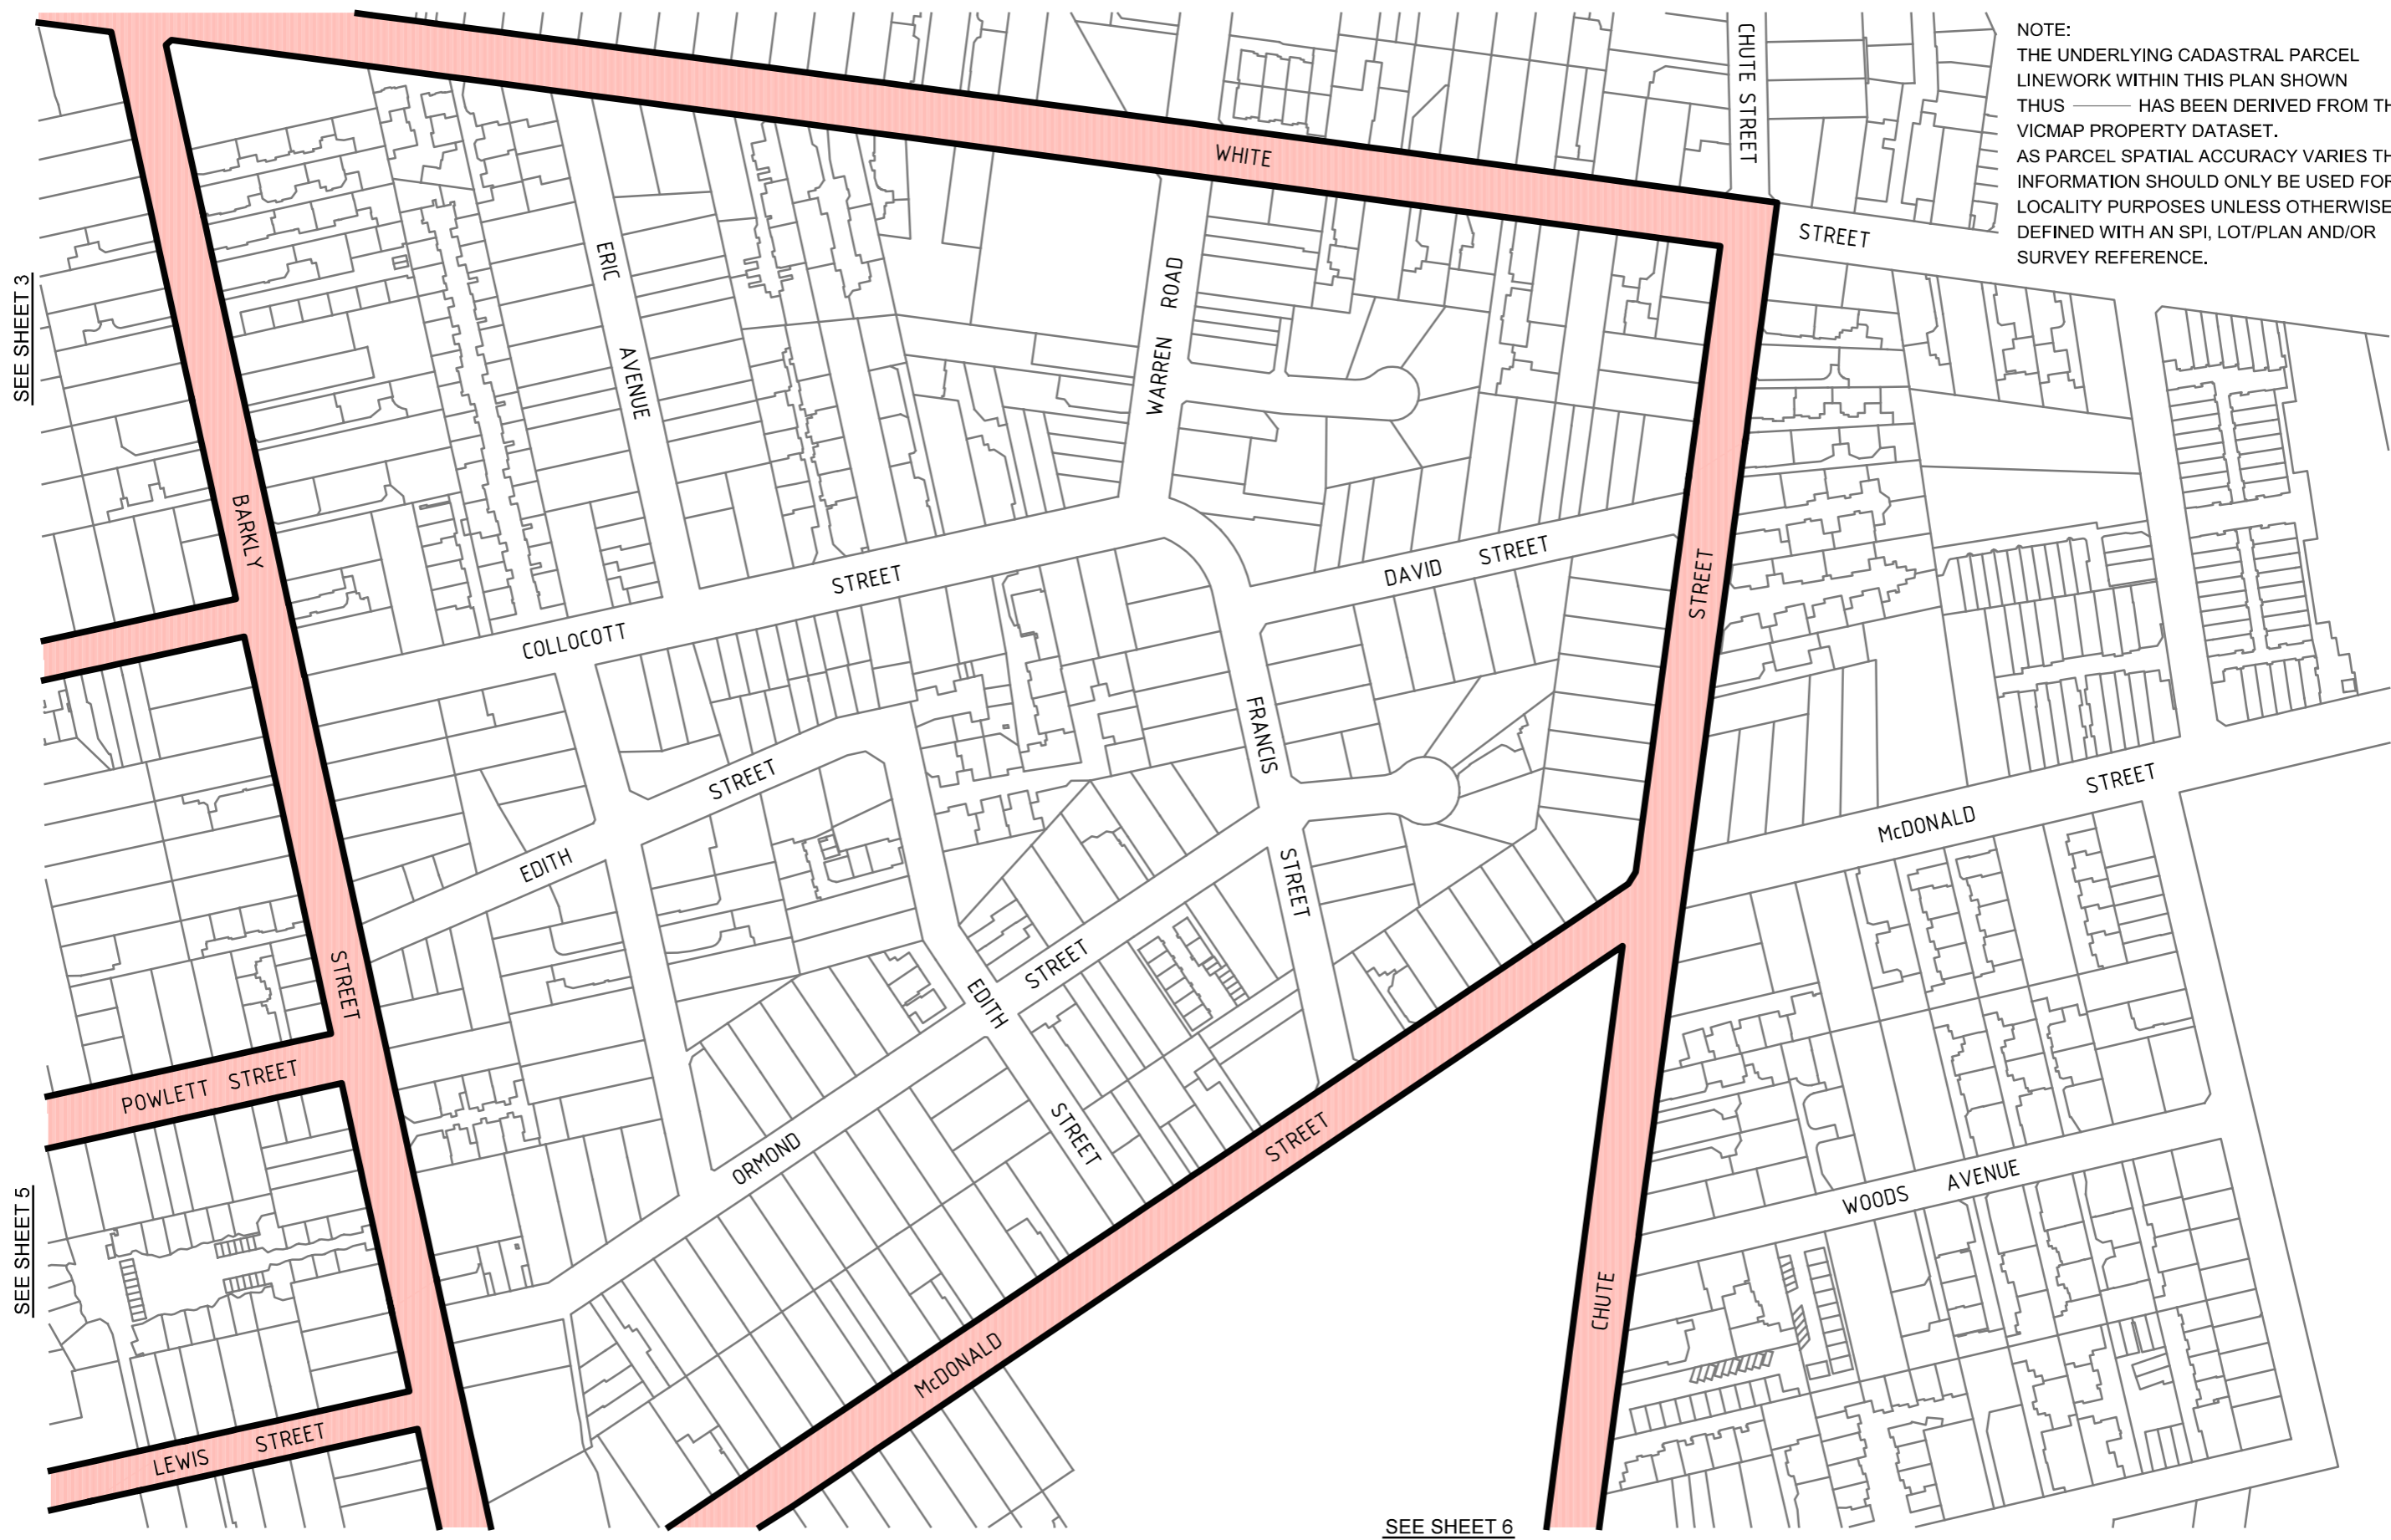 NOTE:
THE UNDERLYING CADASTRAL PARCEL
LINEWORK WITHIN THIS PLAN SHOWN
THUS ——— HAS BEEN DERIVED FROM TH
VICMAP PROPERTY DATASET.
AS PARCEL SPATIAL ACCURACY VARIES TH
INFORMATION SHOULD ONLY BE USED FOR
LOCALITY PURPOSES UNLESS OTHERWISE
DEFINED WITH AN SPI, LOT/PLAN AND/OR
SURVEY REFERENCE.
CHUTE STREET
WHITE
STREET
SEE SHEET 3
ERIC
AVENUE
WARREN ROAD
BARKLY
STREET
COLLOCOTT
STREET
DAVID STREET
STREET
FRANCIS
STREET
EDITH
STREET
McDONALD
STREET
STREET
EDITH
STREET
ORMOND
STREET
POWLETT STREET
STREET
McDONALD
WOODS AVENUE
CHUTE
SEE SHEET 5
LEWIS STREET
SEE SHEET 6